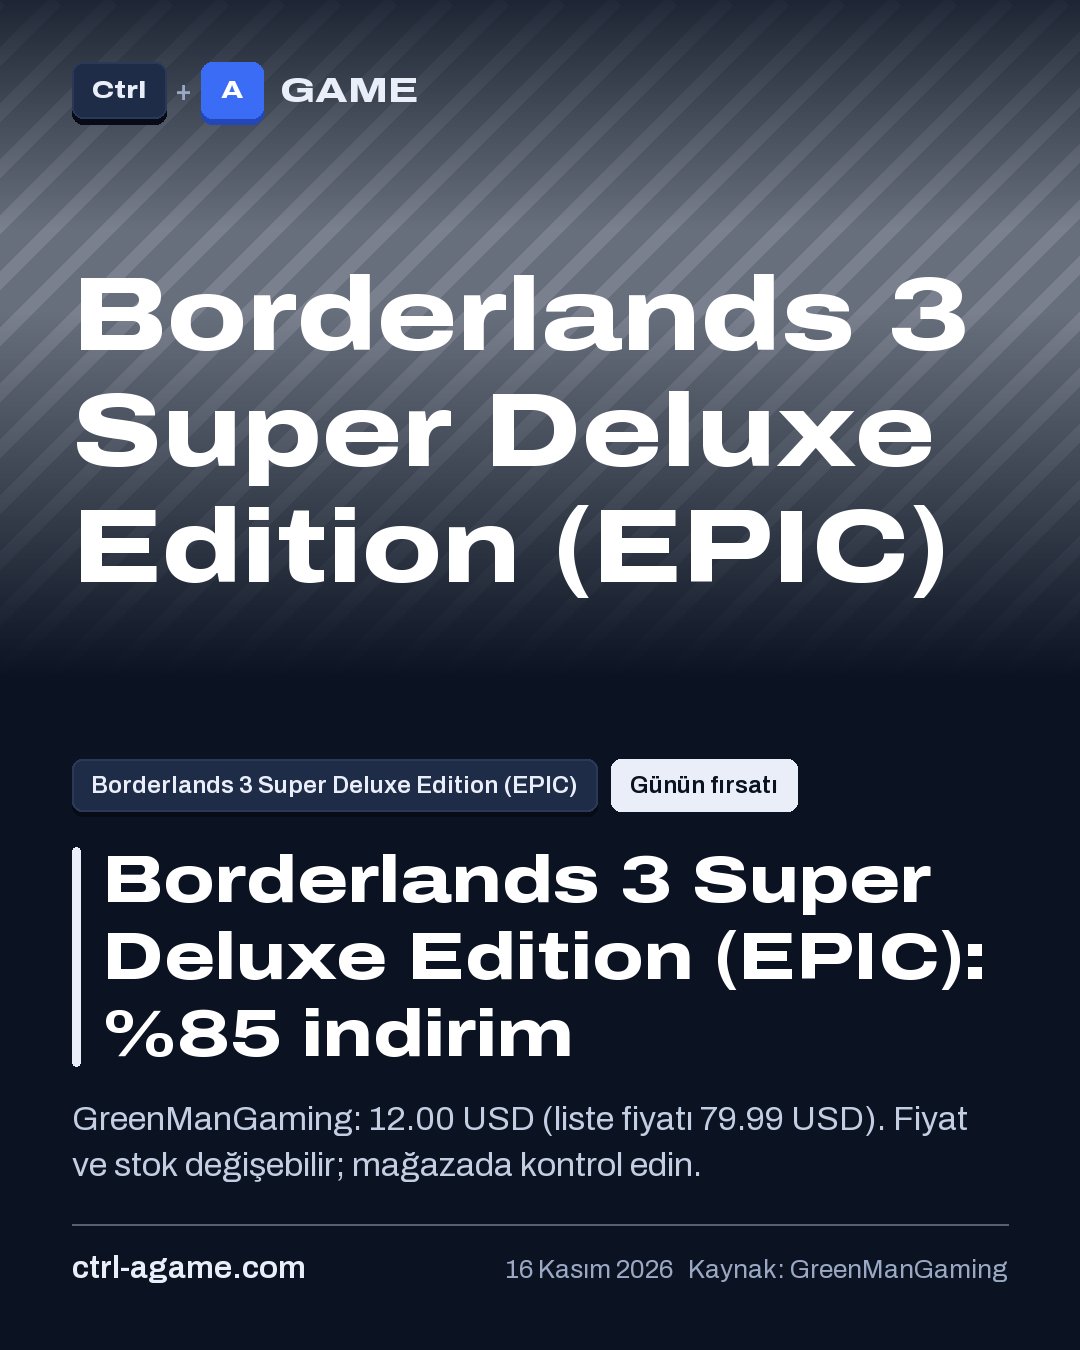 Ctrl + A GAME
Borderlands 3
Super Deluxe
Edition (EPIC)
Borderlands 3 Super Deluxe Edition (EPIC) Günün fırsatı
Borderlands 3 Super
Deluxe Edition (EPIC):
%85 indirim
GreenManGaming: 12.00 USD (liste fiyatı 79.99 USD). Fiyat
ve stok değişebilir; mağazada kontrol edin.
ctrl-agame.com 16 Kasım 2026 Kaynak: GreenManGaming